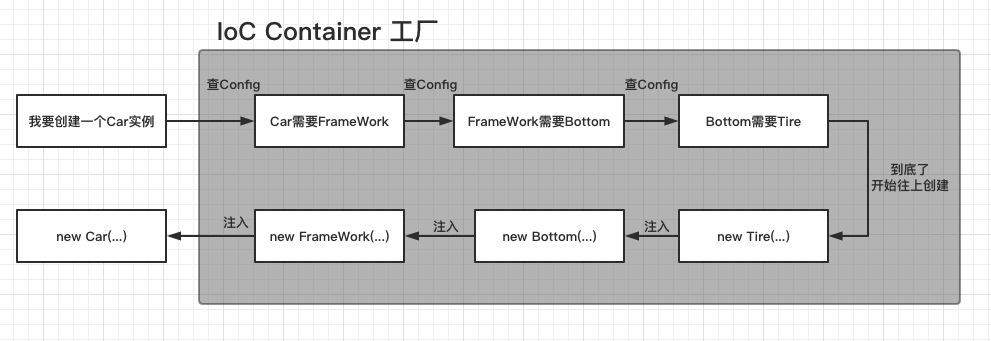 IoC Container 工厂
查Config
查Config
查Config
我要创建一个Car实例
Car需要FrameWork
FrameWork需要Bottom
Bottom需要Tire
到底了
开始往上创建
注入
注入
注入
new Car(...)
new FrameWork(...)
new Bottom(...)
new Tire(...)